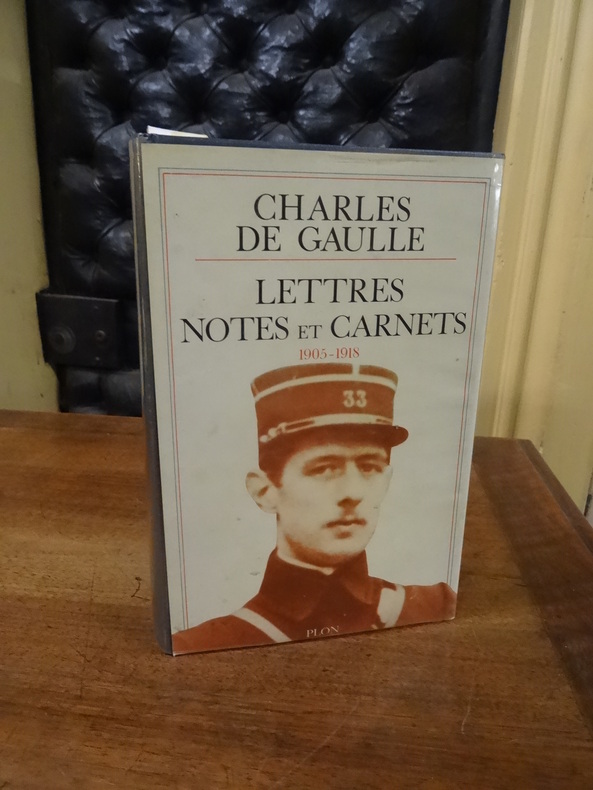 CHARLES
DE GAULLE
LETTRES
NOTES ET CARNETS
1905-1918
33
PLON